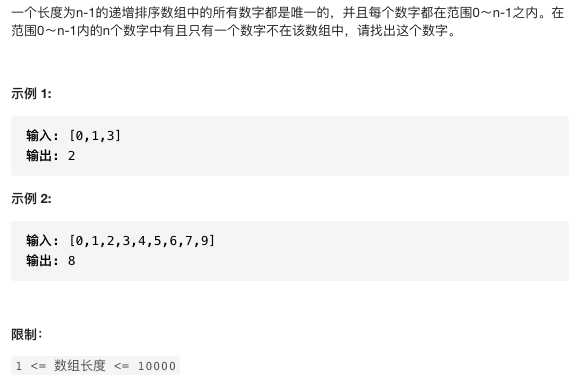 一个长度为n-1的递增排序数组中的所有数字都是唯一的，并且每个数字都在范围0～n-1之内。在
范围0～n-1内的n个数字中有且只有一个数字不在该数组中，请找出这个数字。
示例 1:
输入: [0,1,3]
输出: 2
示例 2:
输入: [0,1,2,3,4,5,6,7,9]
输出: 8
限制：
1 <= 数组长度 <= 10000